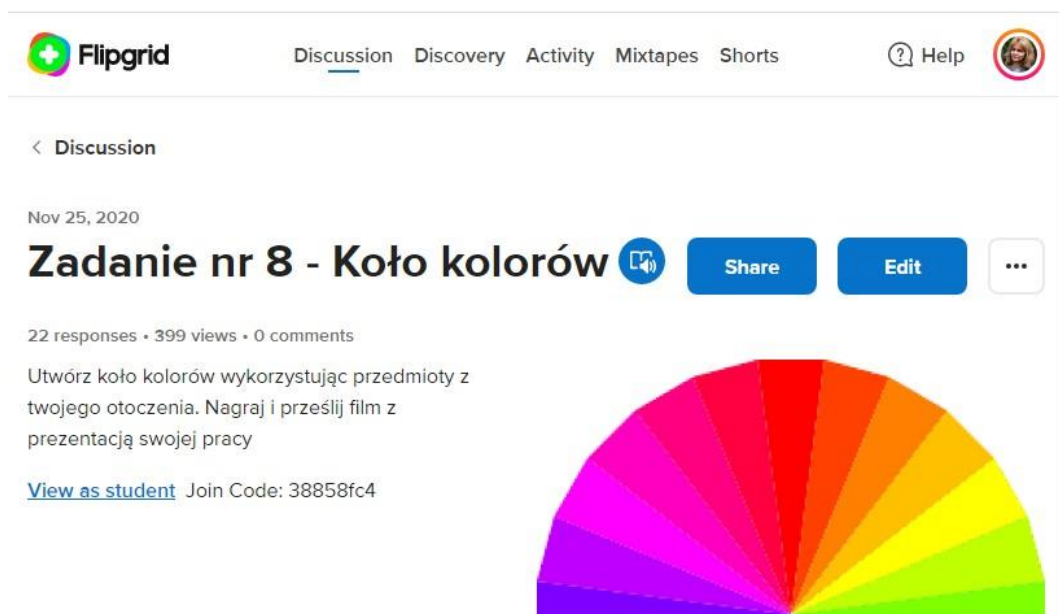 Flipgrid
Discussion Discovery Activity Mixtapes Shorts
? Help
< Discussion
Nov 25, 2020
Zadanie nr 8 - Koło kolorów
Share
Edit
...
22 responses • 399 views • 0 comments
Utwórz koło kolorów wykorzystując przedmioty z
twojego otoczenia. Nagraj i prześlij film z
prezentacją swojej pracy
View as student Join Code: 38858fc4